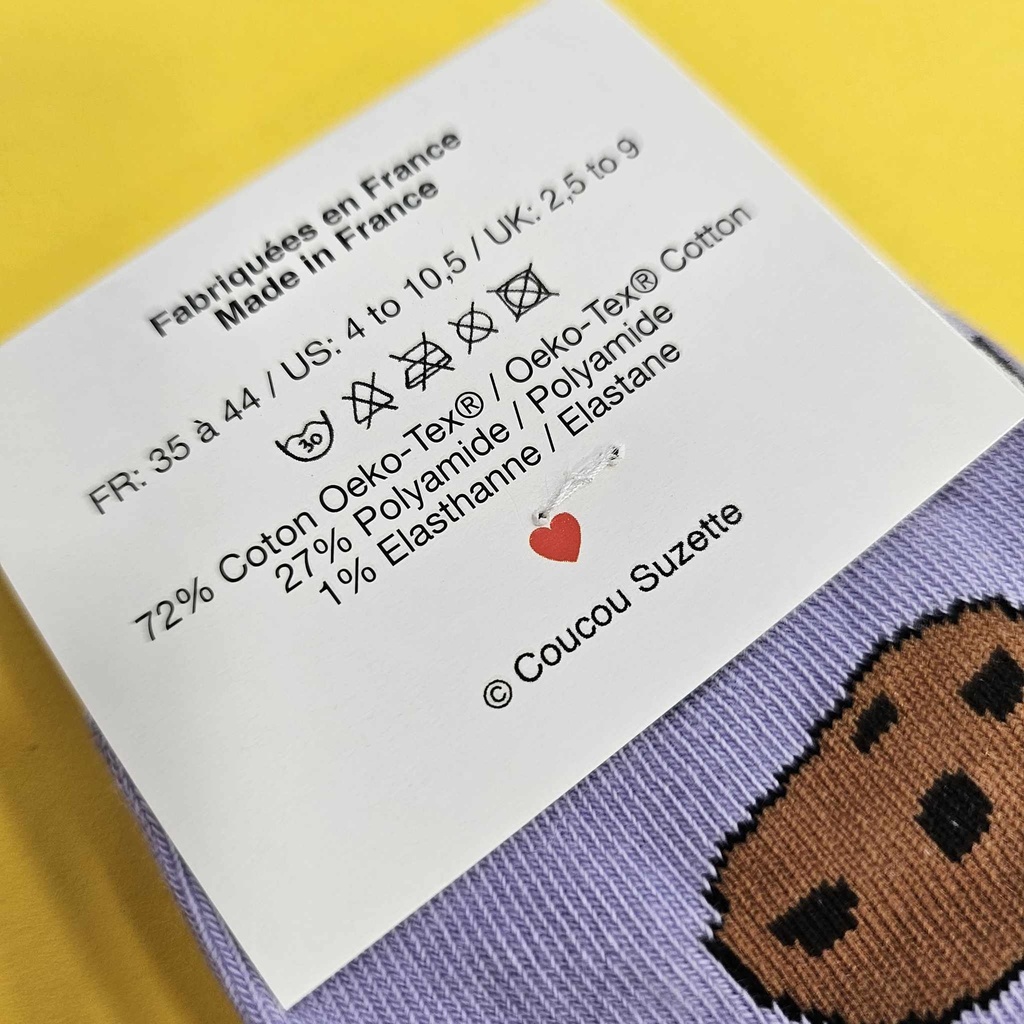 Fabriquées en France
Made in France
FR: 35 à 44 / US: 4 to 10,5 / UK: 2,5 to 9
30
72% Coton Oeko-Tex® / Oeko-Tex® Cotton
27% Polyamide / Polyamide
1% Elasthanne / Elastane
© Coucou Suzette